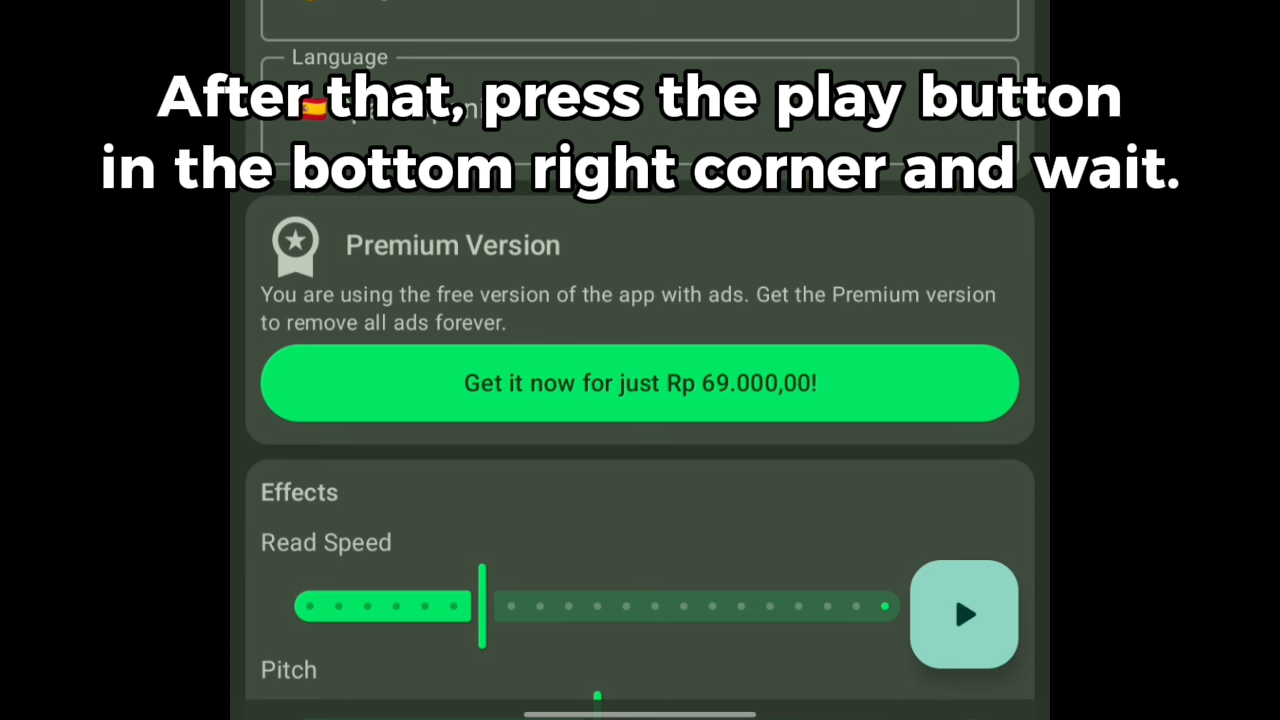 Language
After that, press the play button
in the bottom right corner and wait.
Premium Version
You are using the free version of the app with ads. Get the Premium version
to remove all ads forever.
Get it now for just Rp 69.000,00!
Effects
Read Speed
Pitch